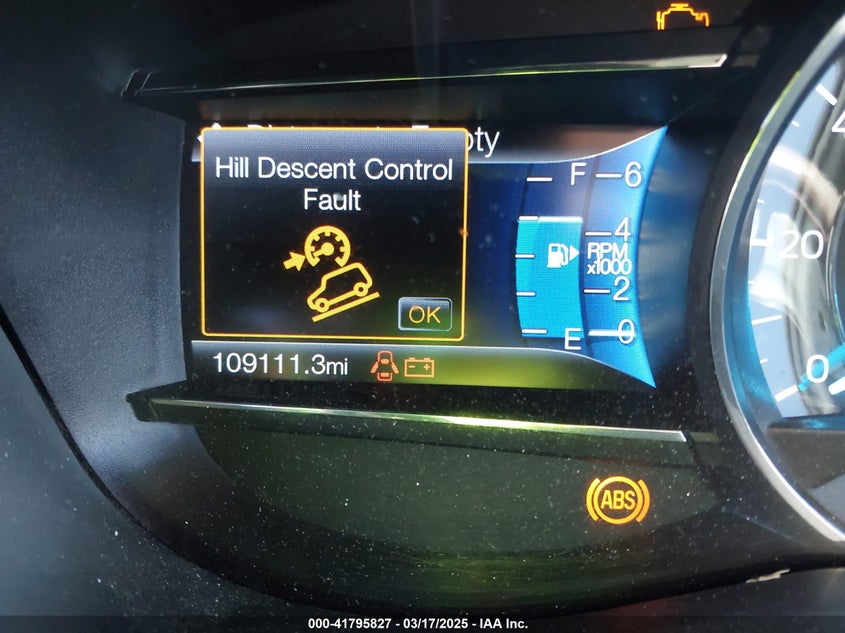 Hill Descent Control
Fault
OK
F
6
4
RPM
x1000
2
E
0
109111.3mi
20
0
ABS
000-41795827 - 03/17/2025 - IAA Inc.